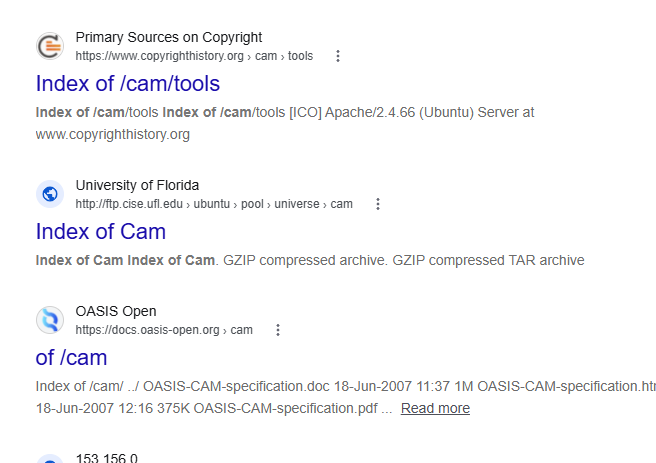 Primary Sources on Copyright
https://www.copyrighthistory.org › cam › tools
Index of /cam/tools
Index of /cam/tools Index of /cam/tools [ICO] Apache/2.4.66 (Ubuntu) Server at
www.copyrighthistory.org
University of Florida
http://ftp.cise.ufl.edu › ubuntu › pool › universe › cam
Index of Cam
Index of Cam Index of Cam. GZIP compressed archive. GZIP compressed TAR archive
OASIS Open
https://docs.oasis-open.org › cam
of /cam
Index of /cam/ ../ OASIS-CAM-specification.doc 18-Jun-2007 11:37 1M OASIS-CAM-specification.htm
18-Jun-2007 12:16 375K OASIS-CAM-specification.pdf ... Read more
153.156.0